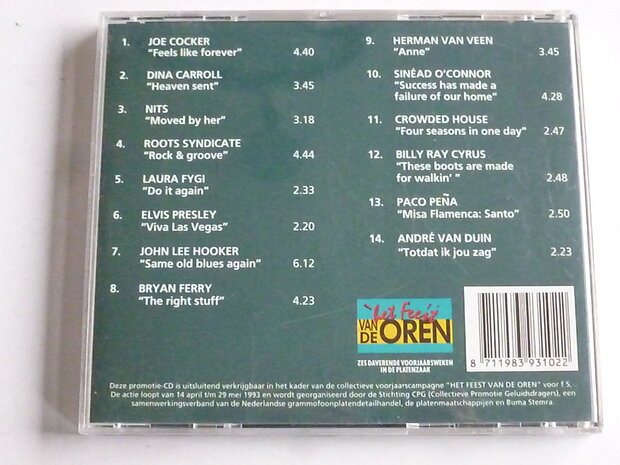 1. JOE COCKER
"Feels like forever" 4.40
2. DINA CARROLL
"Heaven sent" 3.45
3. NITS
"Moved by her" 3.18
4. ROOTS SYNDICATE
"Rock & groove" 4.44
5. LAURA FYGI
"Do it again" 2.33
6. ELVIS PRESLEY
"Viva Las Vegas" 2.20
7. JOHN LEE HOOKER
"Same old blues again" 6.12
8. BRYAN FERRY
"The right stuff" 4.23
9. HERMAN VAN VEEN
"Anne" 3.45
10. SINÉAD O'CONNOR
"Success has made a
failure of our home" 4.28
11. CROWDED HOUSE
"Four seasons in one day" 2.47
12. BILLY RAY CYRUS
"These boots are made
for walkin' " 2.48
13. PACO PEÑA
"Misa Flamenca: Santo" 2.50
14. ANDRÉ VAN DUIN
"Totdat ik jou zag" 2.23
'het Feest
VAN
DE OREN
ZES DAVERENDE VOORJAARSWEKEN
IN DE PLATENZAAK
8 711983 931022
Deze promotie-CD is uitsluitend verkrijgbaar in het kader van de collectieve voorjaarscampagne "HET FEEST VAN DE OREN" voor f 5,
De actie loopt van 14 april t/m 29 mei 1993 en wordt georganiseerd door de Stichting CPG (Collectieve Promotie Geluidsdragers), een
samenwerkingsverband van de Nederlandse grammofoonplatendetailhandel, de platenmaatschappijen en Buma Stemra.